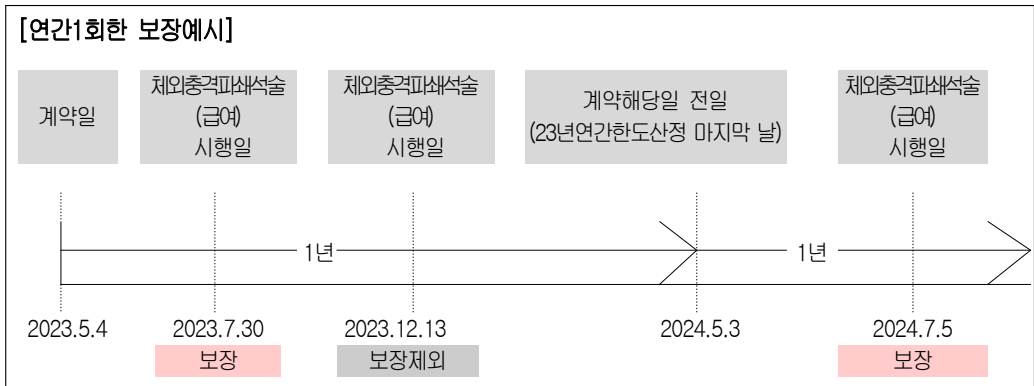 [연간1회한 보장예시]
계약일
체외충격파쇄석술
(급여)
시행일
체외충격파쇄석술
(급여)
시행일
계약해당일 전일
(23년연간한도산정 마지막 날)
체외충격파쇄석술
(급여)
시행일
1년
1년
2023.5.4
2023.7.30
2023.12.13
2024.5.3
2024.7.5
보장
보장제외
보장